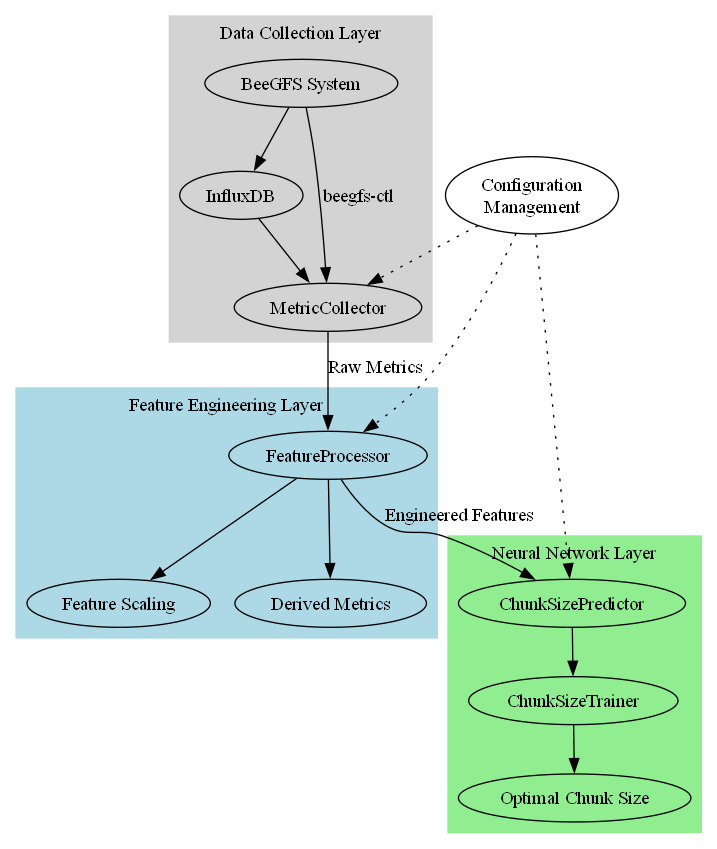 Data Collection Layer
BeeGFS System
Configuration
Management
InfluxDB
beegfs-ctl
MetricCollector
Raw Metrics
Feature Engineering Layer
FeatureProcessor
Engineered Features
Neural Network Layer
Feature Scaling
Derived Metrics
ChunkSizePredictor
ChunkSizeTrainer
Optimal Chunk Size